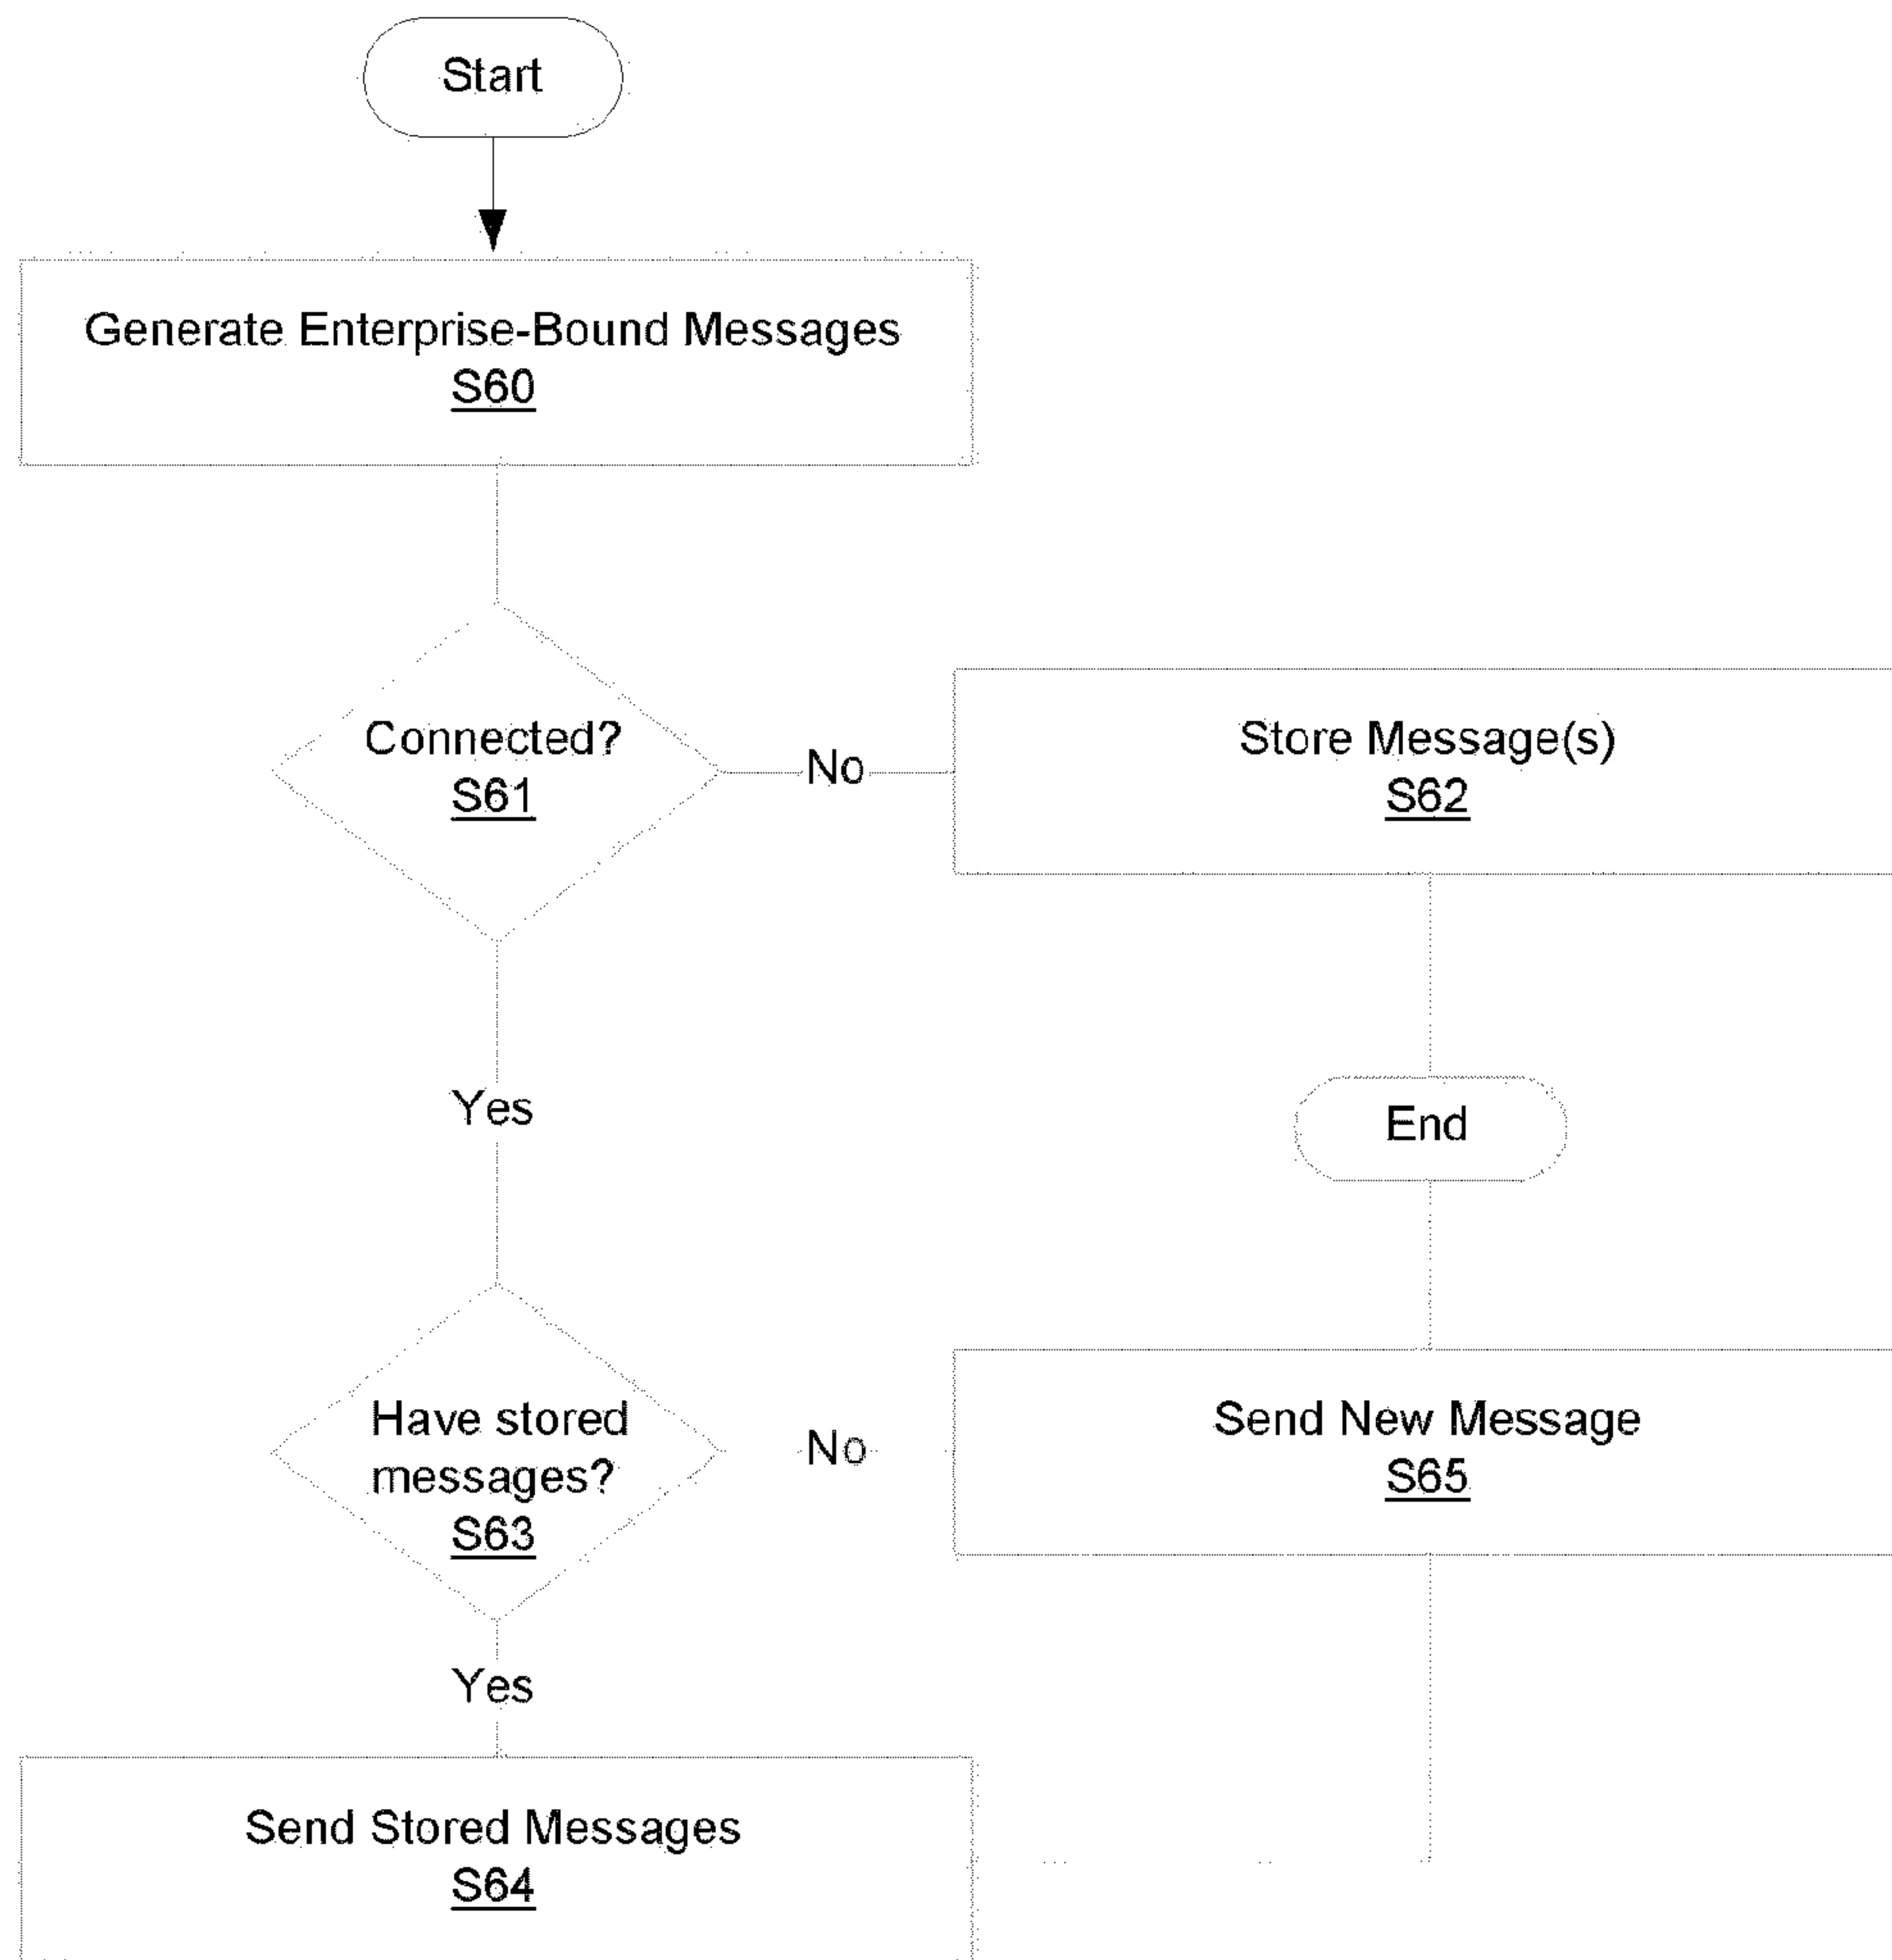 Start
Generate Enterprise-Bound Messages
S60
Connected?
S61
No
Store Message(s)
S62
Yes
End
Have stored
messages?
S63
No
Send New Message
S65
Yes
Send Stored Messages
S64